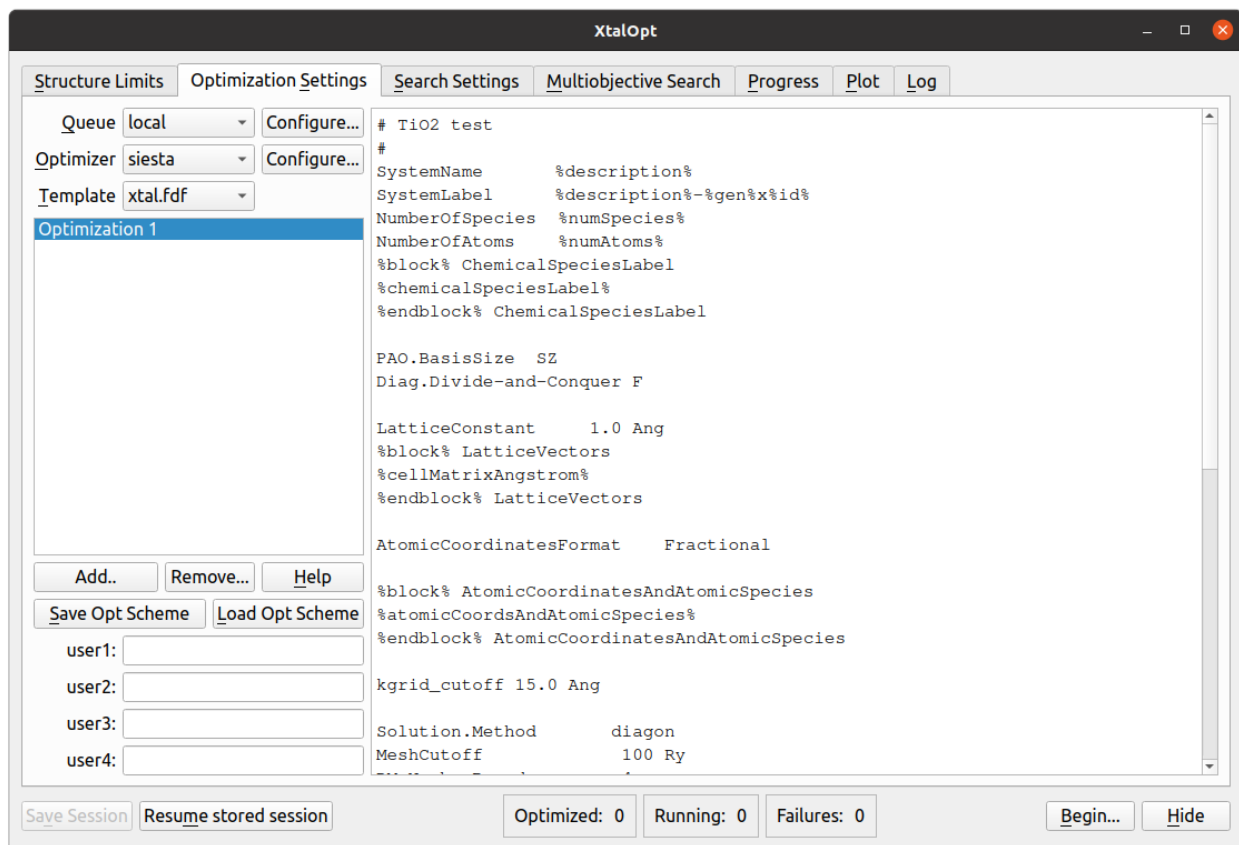 XtalOpt
Structure Limits Optimization Settings Search Settings Multiobjective Search Progress Plot Log
Queue local Configure...
Optimizer siesta Configure...
Template xtal.fdf
Optimization 1
Add.. Remove... Help
Save Opt Scheme Load Opt Scheme
user1:
user2:
user3:
user4:
# TiO2 test
#
SystemName %description%
SystemLabel %description%-%gen%x%id%
NumberOfSpecies %numSpecies%
NumberOfAtoms %numAtoms%
%block% ChemicalSpeciesLabel
%chemicalSpeciesLabel%
%endblock% ChemicalSpeciesLabel
PAO.BasisSize SZ
Diag.Divide-and-Conquer F
LatticeConstant 1.0 Ang
%block% LatticeVectors
%cellMatrixAngstrom%
%endblock% LatticeVectors
AtomicCoordinatesFormat Fractional
%block% AtomicCoordinatesAndAtomicSpecies
%atomicCoordsAndAtomicSpecies%
%endblock% AtomicCoordinatesAndAtomicSpecies
kgrid_cutoff 15.0 Ang
Solution.Method diagon
MeshCutoff 100 Ry
Save Session Resume stored session Optimized: 0 Running: 0 Failures: 0 Begin... Hide